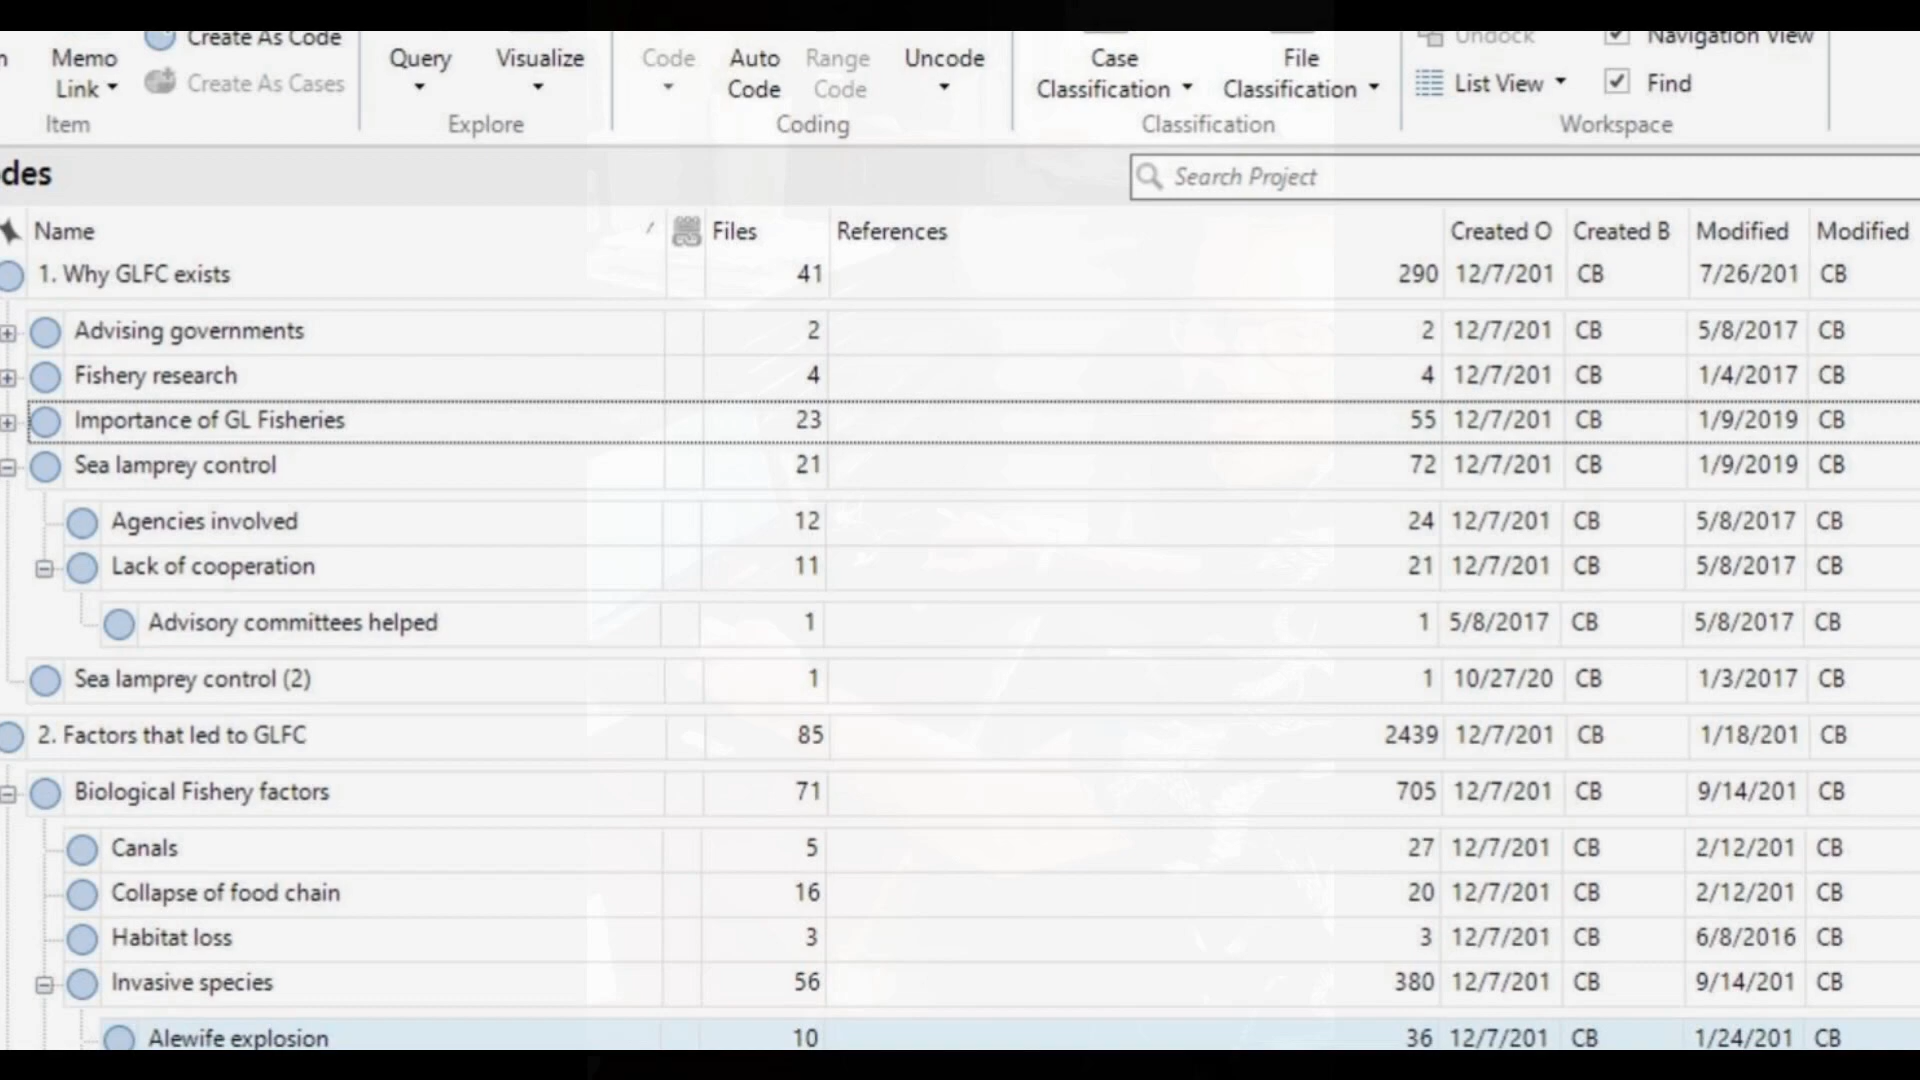 Create As Code
Undock
Navigation View
Memo
Link
Create As Cases
Query
Visualize
Code
Auto
Code
Range
Code
Uncode
Case
Classification
File
Classification
List View
Find
Item
Explore
Coding
Classification
Workspace
des
Search Project
Name Files References Created O Created B Modified Modified
1. Why GLFC exists 41 290 12/7/201 CB 7/26/201 CB
Advising governments 2 2 12/7/201 CB 5/8/2017 CB
Fishery research 4 4 12/7/201 CB 1/4/2017 CB
Importance of GL Fisheries 23 55 12/7/201 CB 1/9/2019 CB
Sea lamprey control 21 72 12/7/201 CB 1/9/2019 CB
Agencies involved 12 24 12/7/201 CB 5/8/2017 CB
Lack of cooperation 11 21 12/7/201 CB 5/8/2017 CB
Advisory committees helped 1 1 5/8/2017 CB 5/8/2017 CB
Sea lamprey control (2) 1 1 10/27/20 CB 1/3/2017 CB
2. Factors that led to GLFC 85 2439 12/7/201 CB 1/18/201 CB
Biological Fishery factors 71 705 12/7/201 CB 9/14/201 CB
Canals 5 27 12/7/201 CB 2/12/201 CB
Collapse of food chain 16 20 12/7/201 CB 2/12/201 CB
Habitat loss 3 3 12/7/201 CB 6/8/2016 CB
Invasive species 56 380 12/7/201 CB 9/14/201 CB
Alewife explosion 10 36 12/7/201 CB 1/24/201 CB